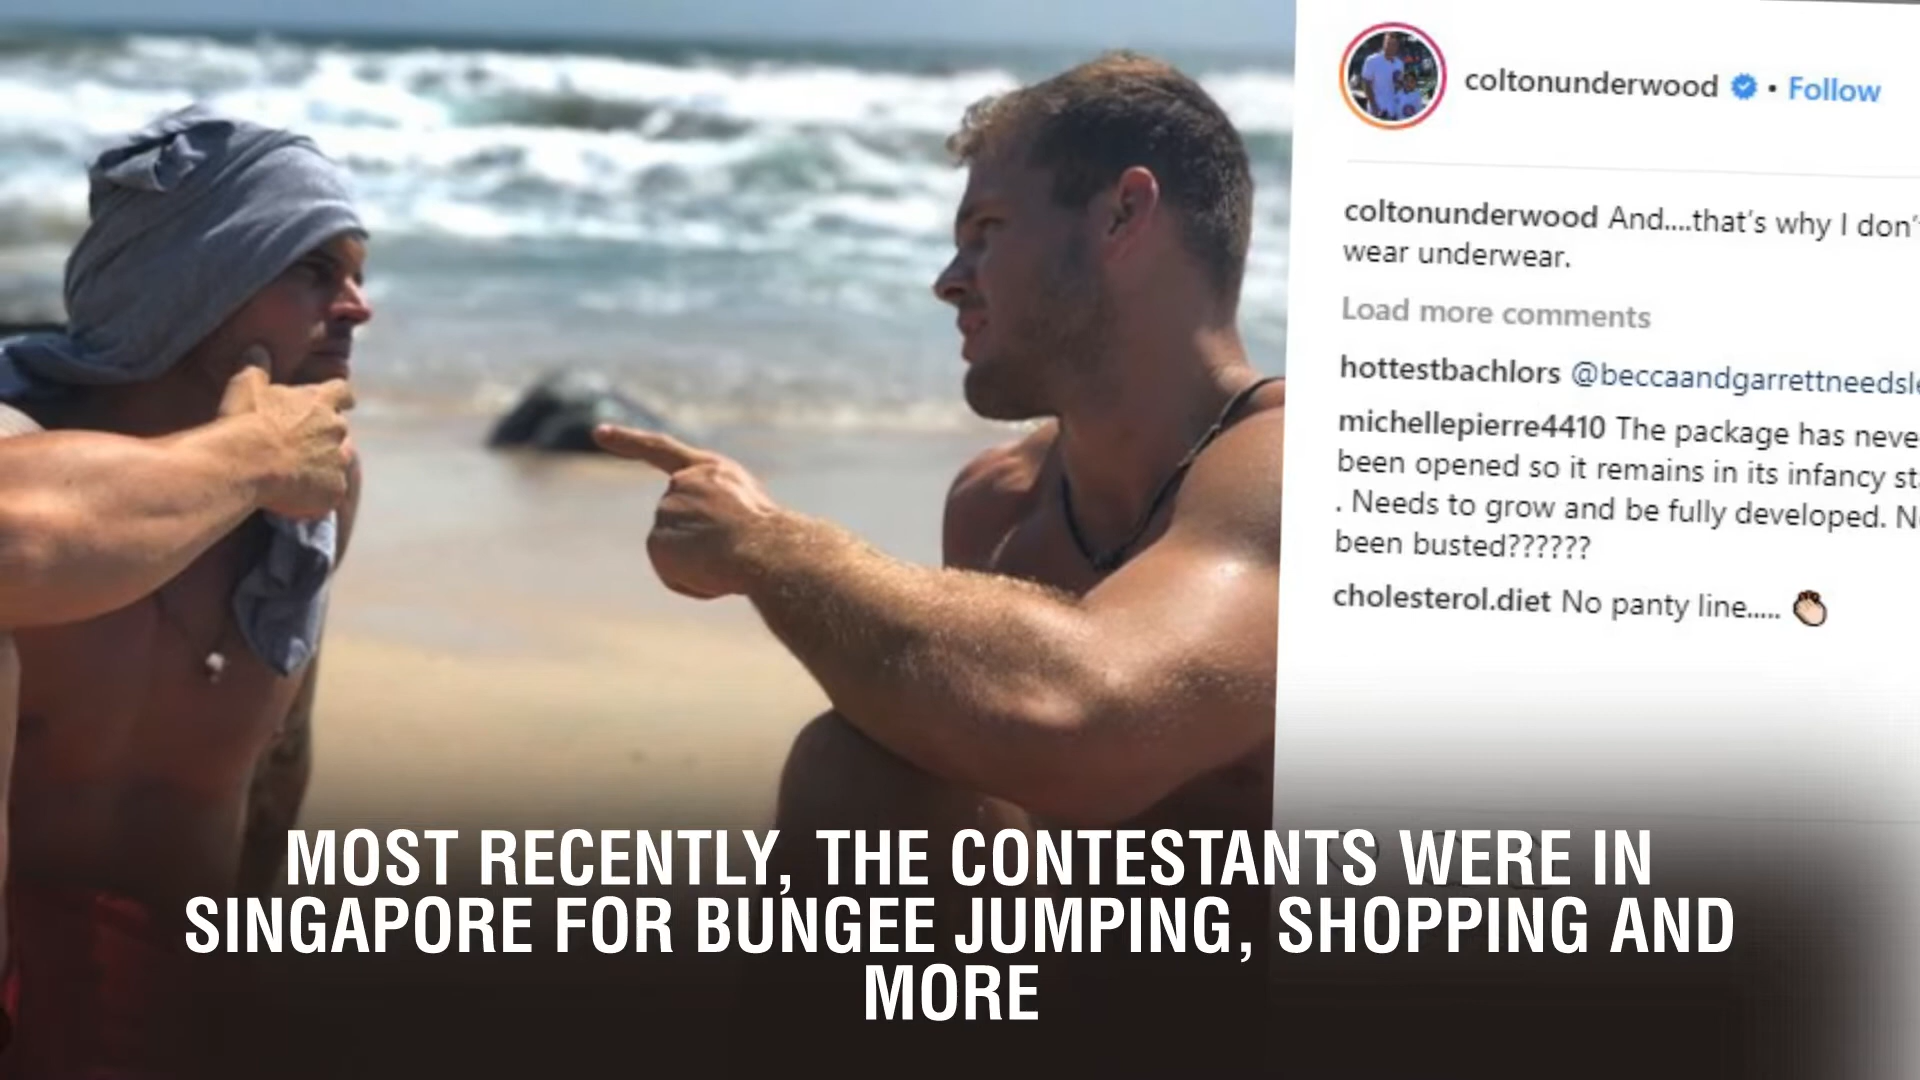 coltonunderwood • Follow
coltonunderwood And....that's why I don'
wear underwear.
Load more comments
hottestbachlors @beccaandgarrettneedsle
michellepierre4410 The package has neve
been opened so it remains in its infancy st
. Needs to grow and be fully developed. N
been busted??????
cholesterol.diet No panty line.....
MOST RECENTLY, THE CONTESTANTS WERE IN
SINGAPORE FOR BUNGEE JUMPING, SHOPPING AND
MORE